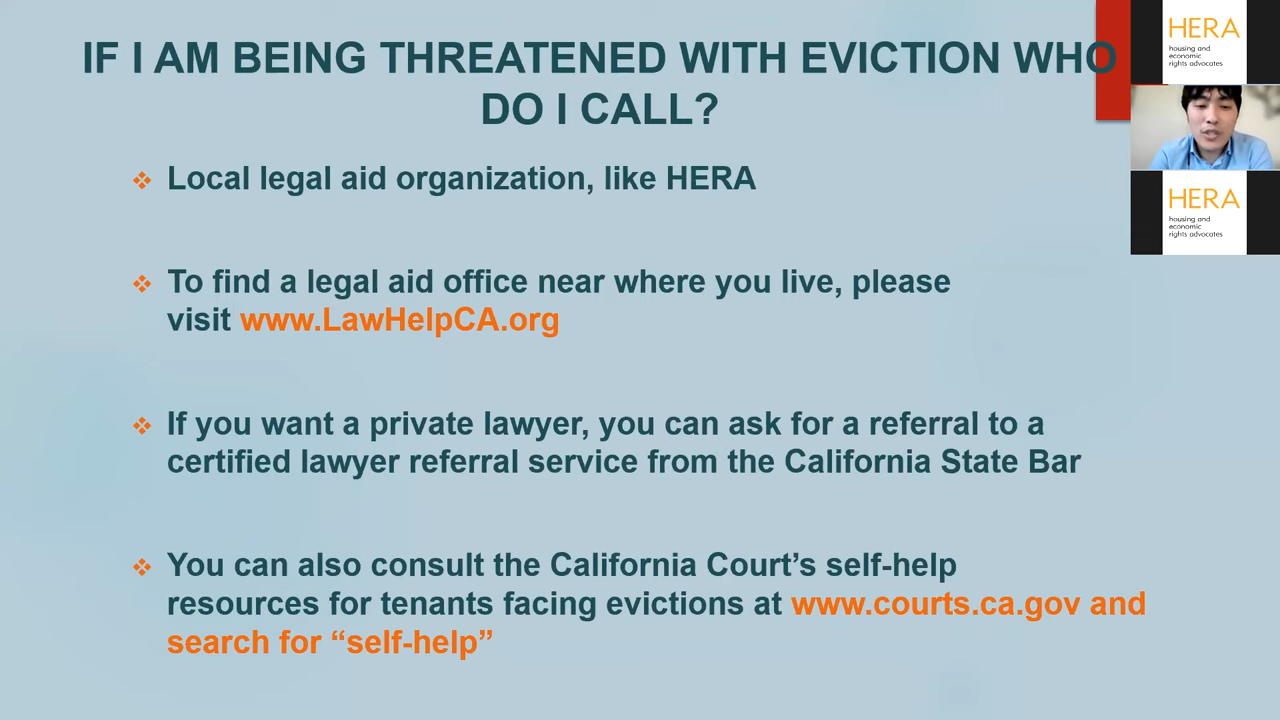 IF I AM BEING THREATENED WITH EVICTION WHO
DO I CALL?
Local legal aid organization, like HERA
To find a legal aid office near where you live, please
visit www.LawHelpCA.org
If you want a private lawyer, you can ask for a referral to a
certified lawyer referral service from the California State Bar
You can also consult the California Court’s self-help
resources for tenants facing evictions at www.courts.ca.gov and
search for “self-help”
HERA
housing and
economic
rights advocates
HERA
housing and
economic
rights advocates